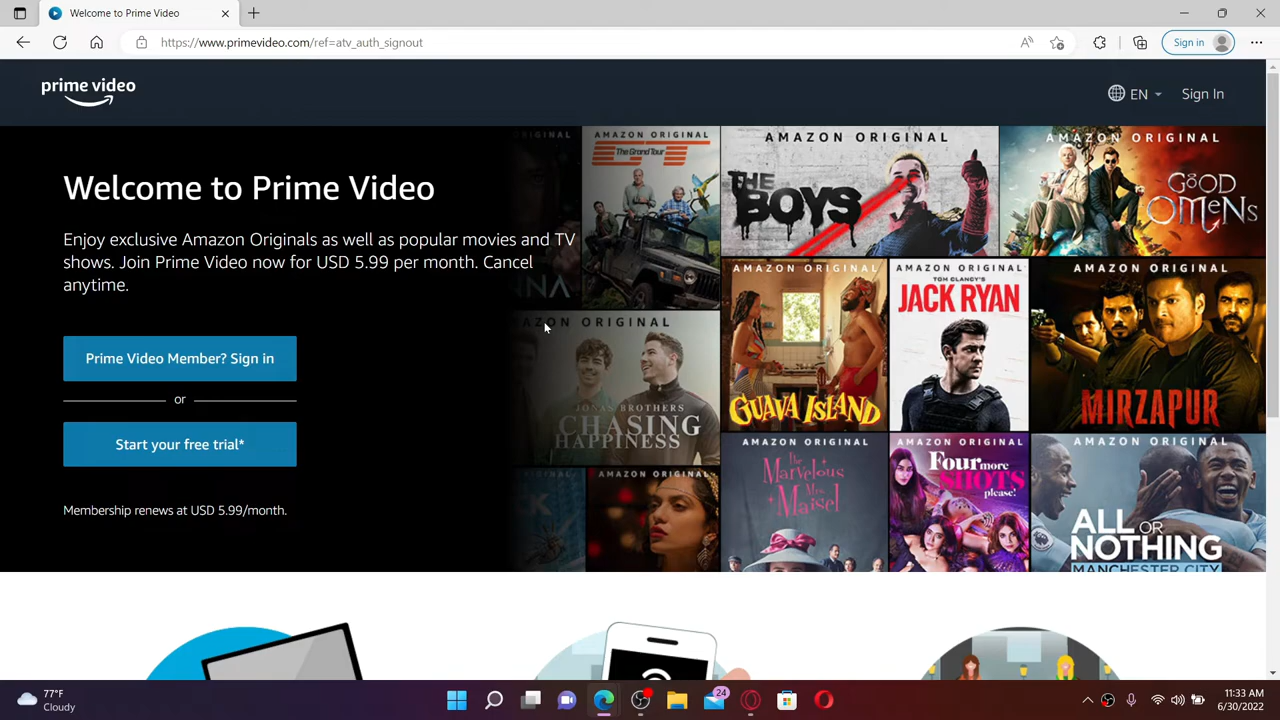 Welcome to Prime Video
https://www.primevideo.com/ref=atv_auth_signout
Sign in
prime video
EN
Sign In
Welcome to Prime Video
Enjoy exclusive Amazon Originals as well as popular movies and TV
shows. Join Prime Video now for USD 5.99 per month. Cancel
anytime.
Prime Video Member? Sign in
or
Start your free trial*
Membership renews at USD 5.99/month.
AMAZON ORIGINAL
The Grand Tour
AMAZON ORIGINAL
THE BOYS
AMAZON ORIGINAL
GOOD OMENS
AMAZON ORIGINAL
JONAS BROTHERS
CHASING
HAPPINESS
AMAZON ORIGINAL
GUAVA ISLAND
AMAZON ORIGINAL
TOM CLANCY'S
JACK RYAN
AMAZON ORIGINAL
MIRZAPUR
AMAZON ORIGINAL
AMAZON ORIGINAL
The Marvelous
Mrs. Maisel
AMAZON ORIGINAL
Four more
SHOTS
please!
AMAZON ORIGINAL
ALL OR
NOTHING
MANCHESTER CITY
77°F
Cloudy
24
11:33 AM
6/30/2022